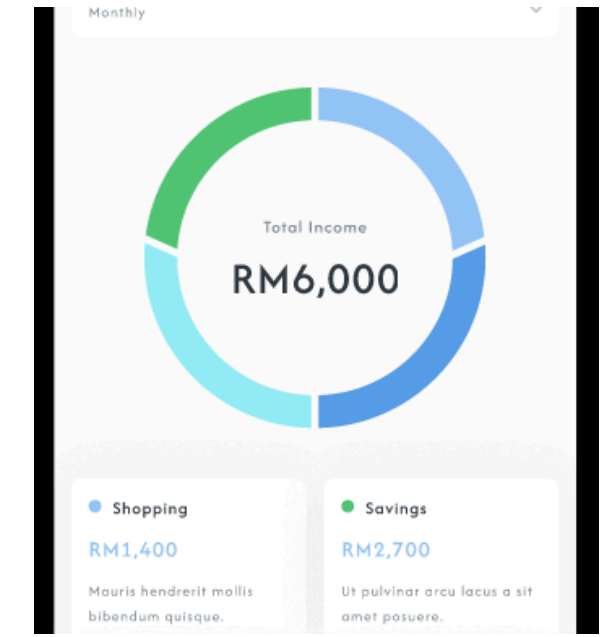 Monthly
Total Income
RM6,000
Shopping
RM1,400
Mauris hendrerit mollis
bibendum quisque.
Savings
RM2,700
Ut pulvinar arcu lacus a sit
amet posuere.